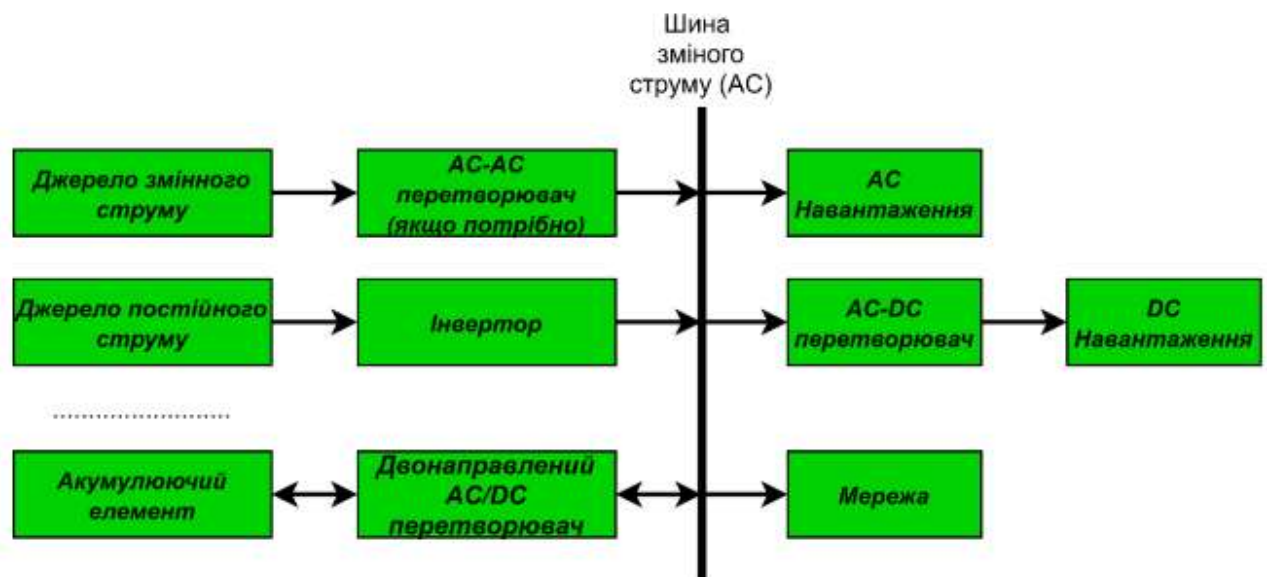 Шина
зміного
струму (AC)
Джерело змінного
струму
AC-AC
перетворювач
(якщо потрібно)
AC
Навантаження
Джерело постійного
струму
Інвертор
AC-DC
перетворювач
DC
Навантаження
Акумулюючий
елемент
Двонаправлений
AC/DC
перетворювач
Мережа